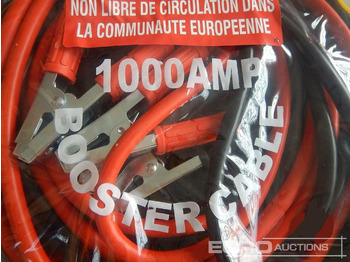 NON LIBRE DE CIRCULATION DANS
LA COMMUNAUTE EUROPEENNE
1000AMP
BOOSTER CABLE
EURO AUCTIONS